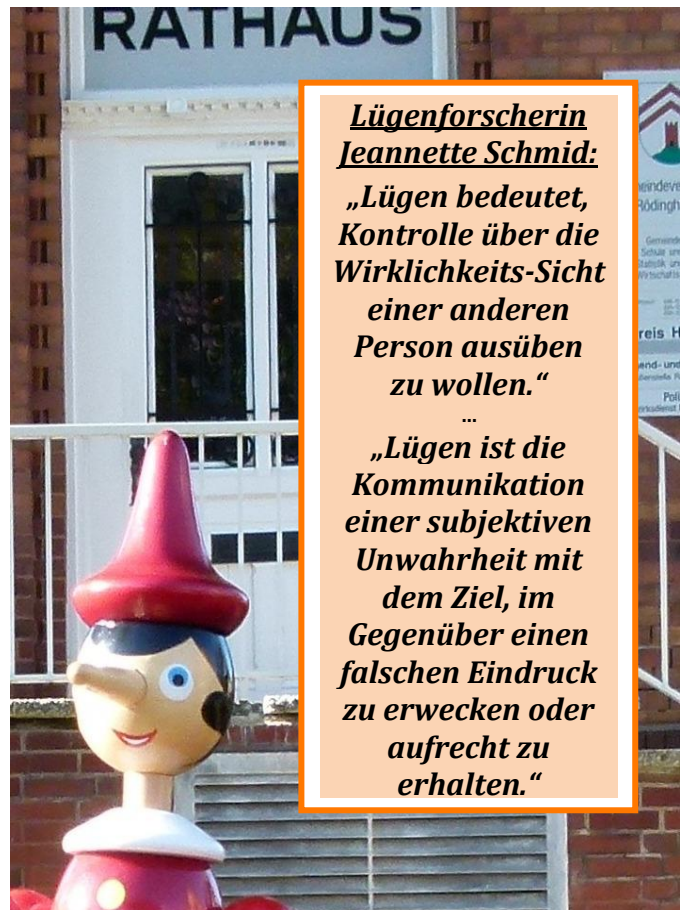 RATHAUS
Lügenforscherin
Jeannette Schmid:
„Lügen bedeutet,
Kontrolle über die
Wirklichkeits-Sicht
einer anderen
Person ausüben
zu wollen.“
...
„Lügen ist die
Kommunikation
einer subjektiven
Unwahrheit mit
dem Ziel, im
Gegenüber einen
falschen Eindruck
zu erwecken oder
aufrecht zu
erhalten.“
reis H